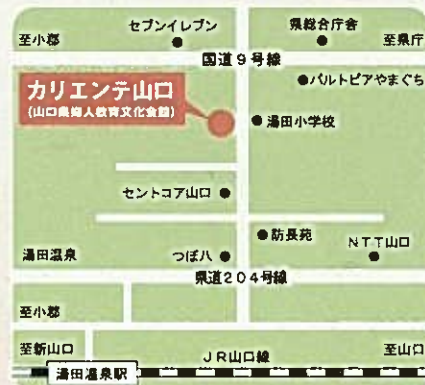 セブンイレブン
県総合庁舎
至小郡
至県庁
国道9号線
パルトピアやまぐち
カリエンテ山口
(山口県婦人教育文化会館)
湯田小学校
セントコア山口
防長苑
NTT山口
湯田温泉
つぼ八
県道204号線
至小郡
至新山口
JR山口線
至山口
湯田温泉駅